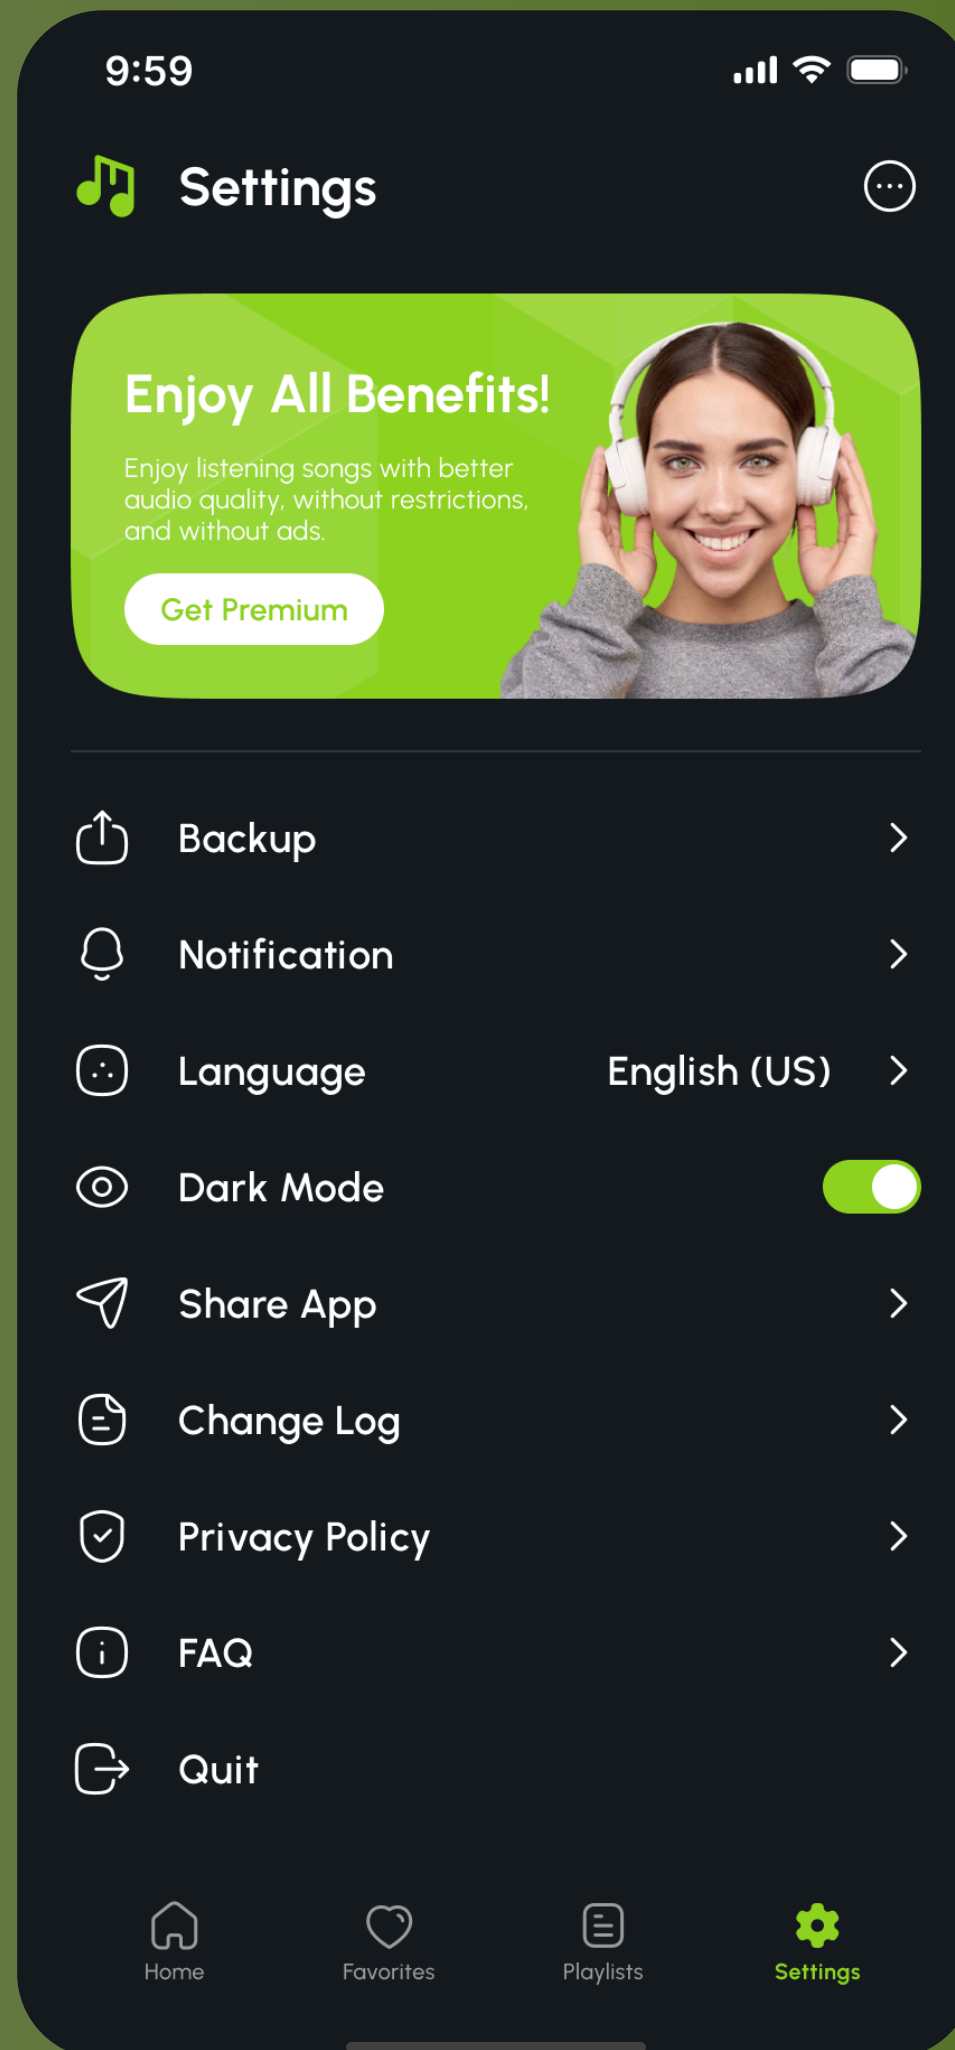 9:59
Settings
Enjoy All Benefits!
Enjoy listening songs with better
audio quality, without restrictions,
and without ads.
Get Premium
Backup
Notification
Language English (US)
Dark Mode
Share App
Change Log
Privacy Policy
FAQ
Quit
Home Favorites Playlists Settings